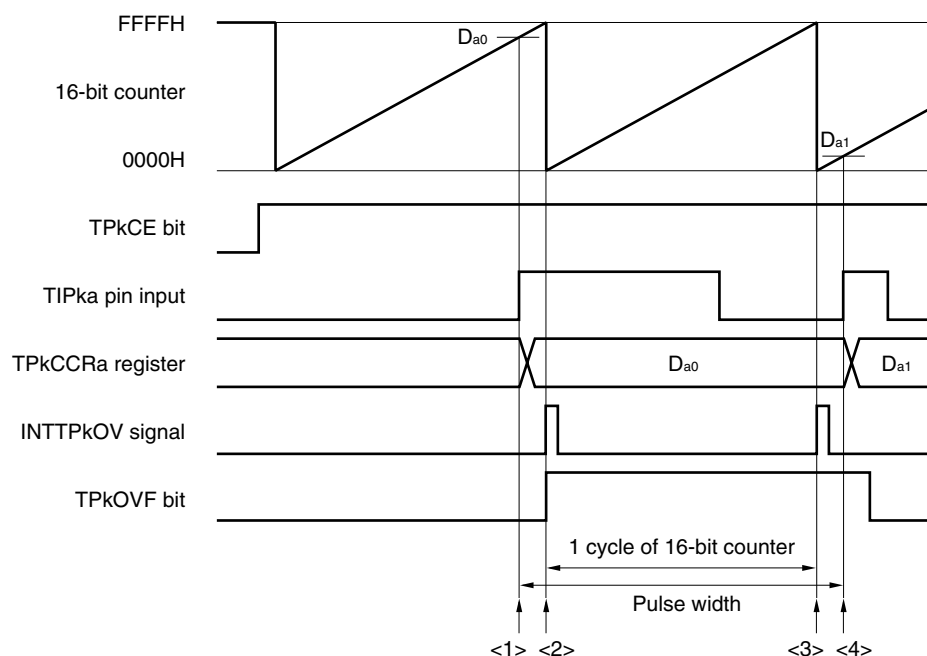 FFFFH
Da0
16-bit counter
0000H
Da1
TPkCE bit
TIPka pin input
TPkCCRa register
Da0
Da1
INTTPkOV signal
TPkOVF bit
1 cycle of 16-bit counter
Pulse width
<1> <2> <3> <4>